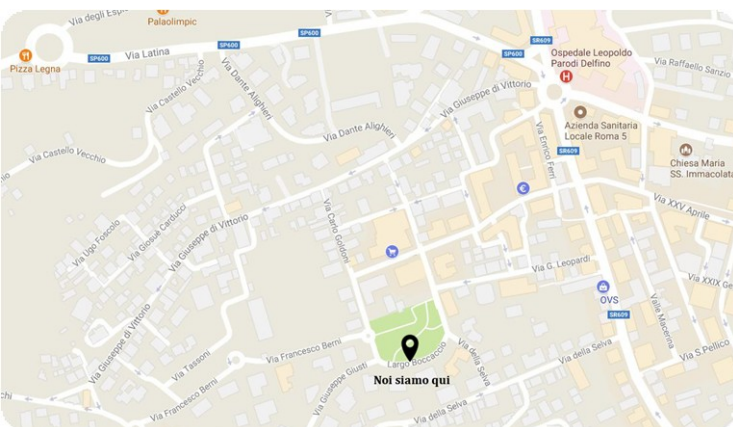 Via degli Esp
Palaolimpic
SP600
Via Latina
SP600
SP600
SP600
SR609
Pizza Legna
Ospedale Leopoldo
Parodi Delfino
H
Via Raffaello Sanzio
Via Castello Vecchio
Via Dante Alighieri
Via Giuseppe di Vittorio
Via Dante Alighieri
Azienda Sanitaria
Locale Roma 5
Via Enrico Ferri
SR609
Via Castello Vecchio
Chiesa Maria
SS. Immacolata
€
Via XXV Aprile
Via Ugo Foscolo
Via Giosuè Carducci
Via Giuseppe di Vittorio
Via Carlo Goldoni
Via G. Leopardi
Via XXIX Ge
OVS
SR609
Valle Macerina
Via Giuseppe di Vittorio
Via Tassoni
Via Francesco Berni
Largo Boccaccio
Via della Selva
Via della Selva
Via S.Pellico
Noi siamo qui
Via Giuseppe Giusti
chi
Via Francesco Berni
Via della Selva